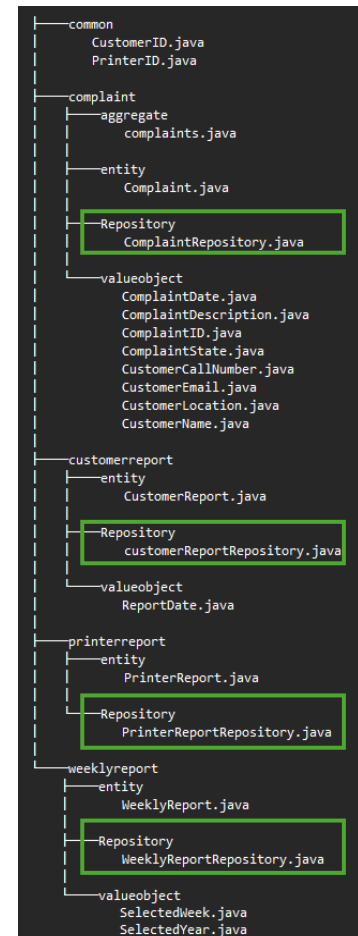 common
CustomerID.java
PrinterID.java
complaint
aggregate
complaints.java
entity
Complaint.java
Repository
ComplaintRepository.java
valueobject
ComplaintDate.java
ComplaintDescription.java
ComplaintID.java
ComplaintState.java
CustomerCallNumber.java
CustomerEmail.java
CustomerLocation.java
CustomerName.java
customerreport
entity
CustomerReport.java
Repository
customerReportRepository.java
valueobject
ReportDate.java
printerreport
entity
PrinterReport.java
Repository
PrinterReportRepository.java
weeklyreport
entity
WeeklyReport.java
Repository
WeeklyReportRepository.java
valueobject
SelectedWeek.java
SelectedYear.java